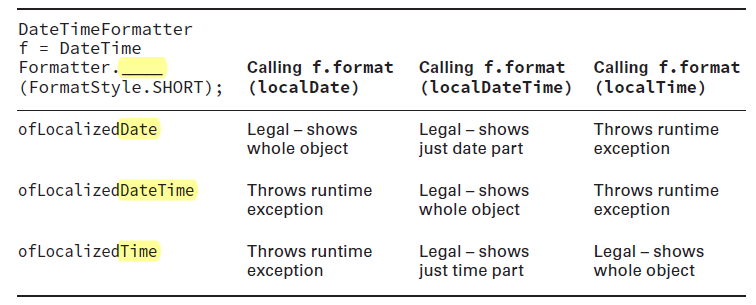 DateTimeFormatter
f = DateTime
Formatter.____
(FormatStyle.SHORT);
Calling f.format
(localDate)
Calling f.format
(localDateTime)
Calling f.format
(localTime)
ofLocalizedDate
Legal – shows
whole object
Legal – shows
just date part
Throws runtime
exception
ofLocalizedDateTime
Throws runtime
exception
Legal – shows
whole object
Throws runtime
exception
ofLocalizedTime
Throws runtime
exception
Legal – shows
just time part
Legal – shows
whole object